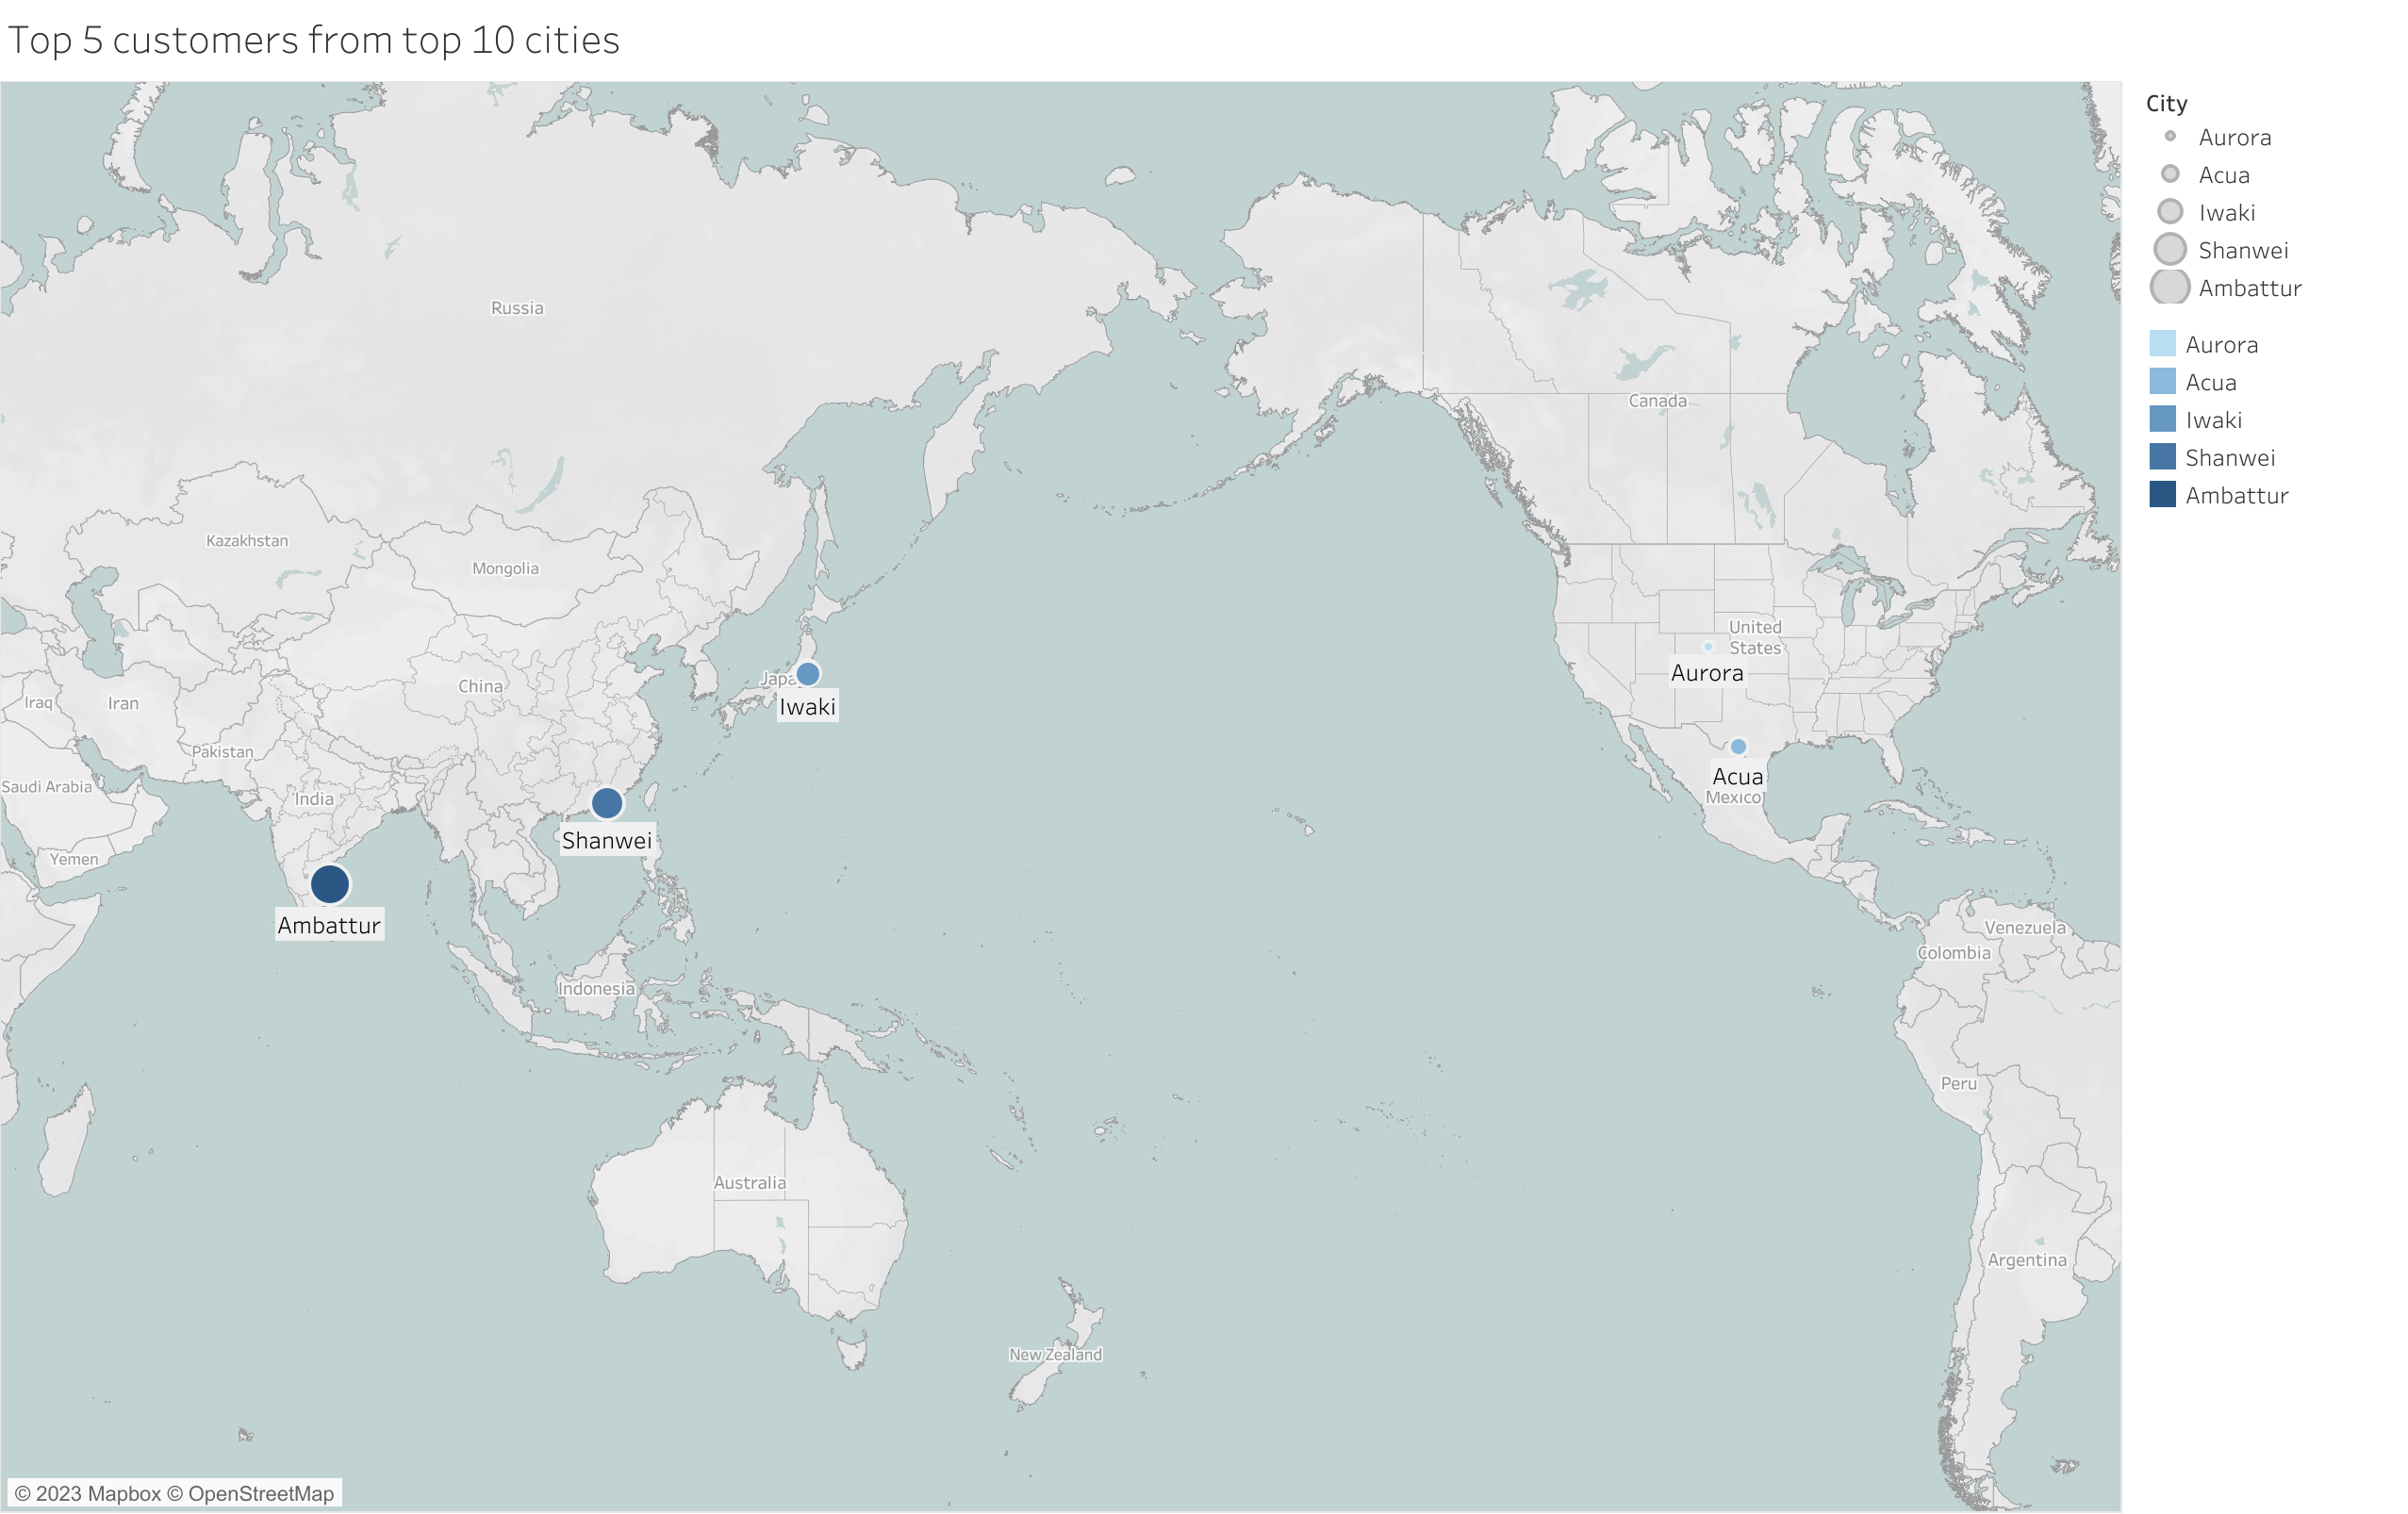 Top 5 customers from top 10 cities
City
Aurora
Acua
Iwaki
Shanwei
Ambattur
Aurora
Acua
Iwaki
Shanwei
Ambattur
Russia
Canada
Kazakhstan
Mongolia
United
States
Aurora
China
Japa
Iwaki
Iraq
Iran
Pakistan
Acua
Mexico
Saudi Arabia
India
Shanwei
Yemen
Ambattur
Venezuela
Colombia
Indonesia
Peru
Australia
Argentina
New Zealand
© 2023 Mapbox © OpenStreetMap